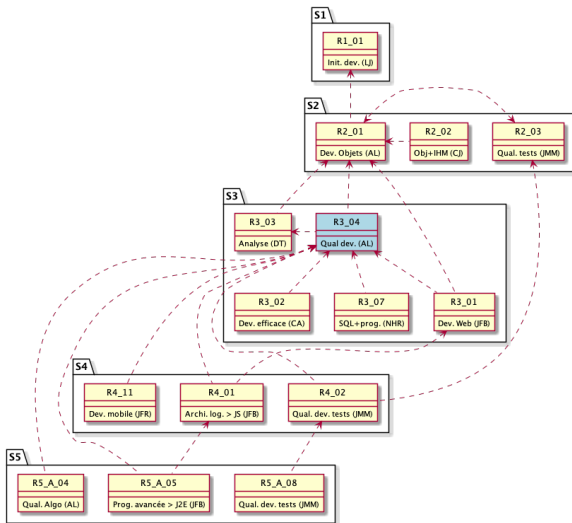 S1
R1_01
Init. dev. (LJ)
S2
R2_01
R2_02
R2_03
Dev. Objets (AL)
Obj+IHM (CJ)
Qual. tests (JMM)
S3
R3_03
R3_04
Analyse (DT)
Qual dev. (AL)
R3_02
R3_07
R3_01
Dev. efficace (CA)
SQL+prog. (NHR)
Dev. Web (JFB)
S4
R4_11
R4_01
R4_02
Dev. mobile (JFR)
Archi. log. > JS (JFB)
Qual. dev. tests (JMM)
S5
R5_A_04
R5_A_05
R5_A_08
Qual. Algo (AL)
Prog. avancée > J2E (JFB)
Qual. dev. tests (JMM)